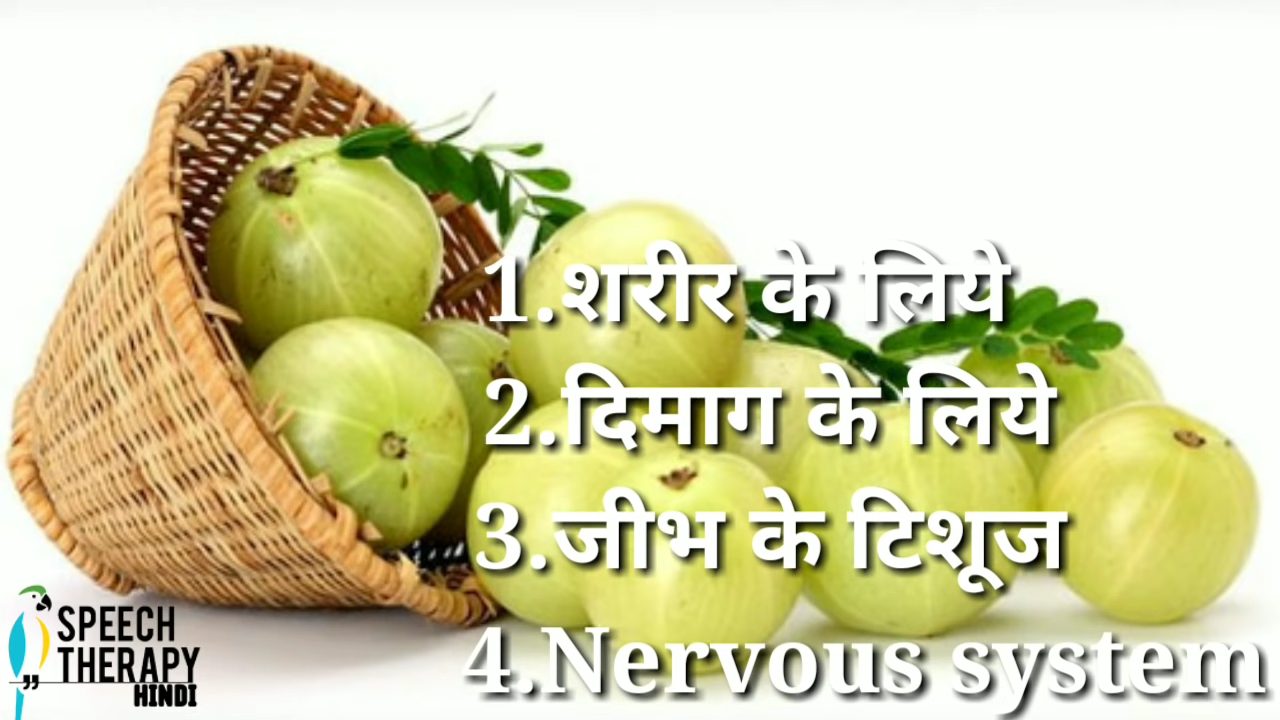 1.शरीर के लिये
2.दिमाग के लिये
3.जीभ के टिशूज
4.Nervous system
SPEECH
THERAPY
HINDI